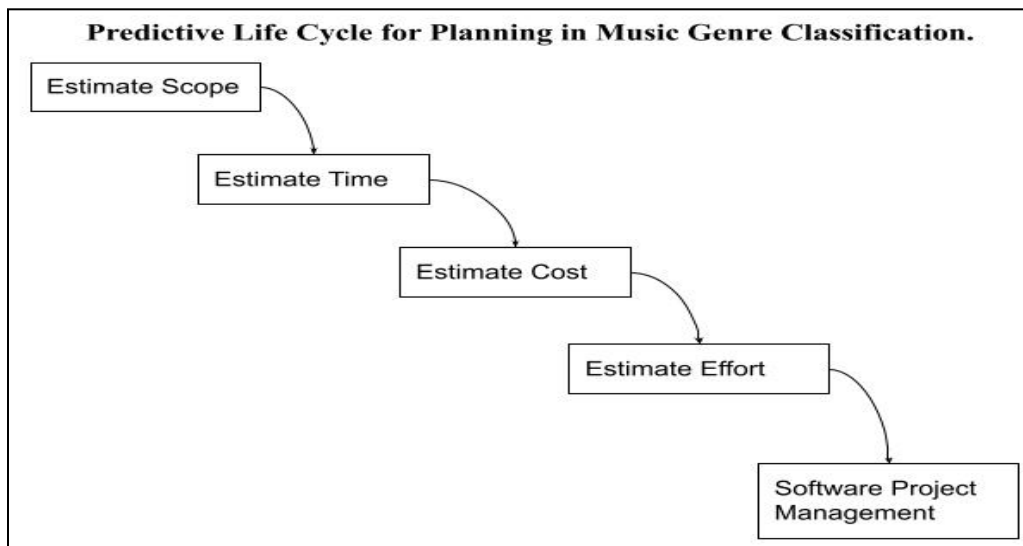 Predictive Life Cycle for Planning in Music Genre Classification.
Estimate Scope
Estimate Time
Estimate Cost
Estimate Effort
Software Project
Management